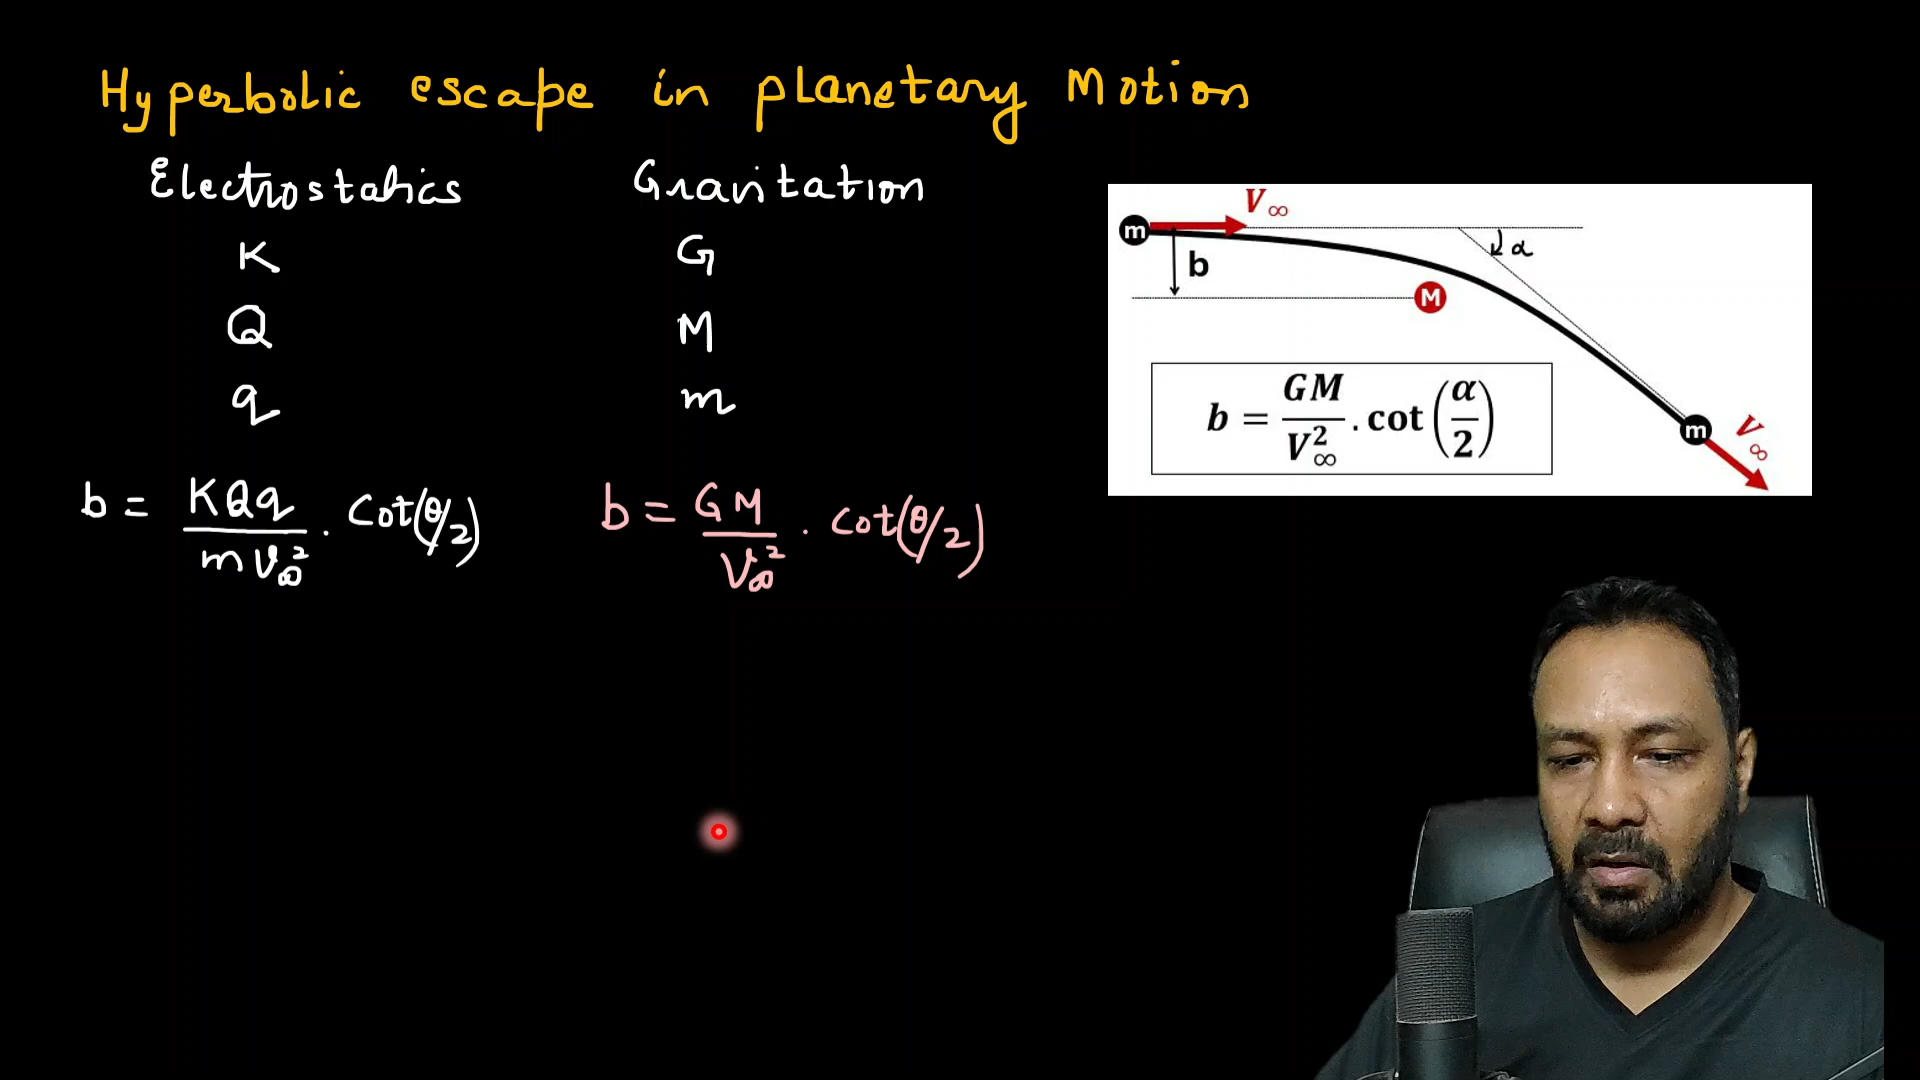 Hyperbolic escape in planetary Motion
Electrostatics Gravitation
K G
Q M
q m
b = KQq / mV∞² . Cot(θ/2)
b = GM / V∞² . Cot(θ/2)
m V∞
b
α
M
b = GM / V∞² . cot(α/2)
m V∞